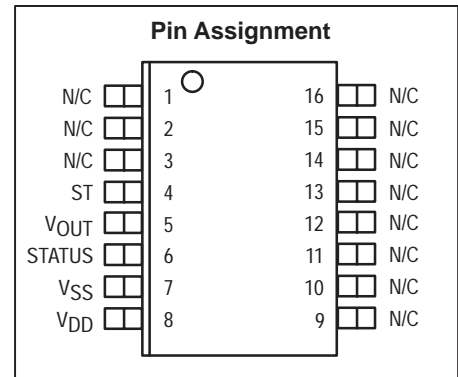 Pin Assignment
N/C 1 16 N/C
N/C 2 15 N/C
N/C 3 14 N/C
ST 4 13 N/C
VOUT 5 12 N/C
STATUS 6 11 N/C
VSS 7 10 N/C
VDD 8 9 N/C